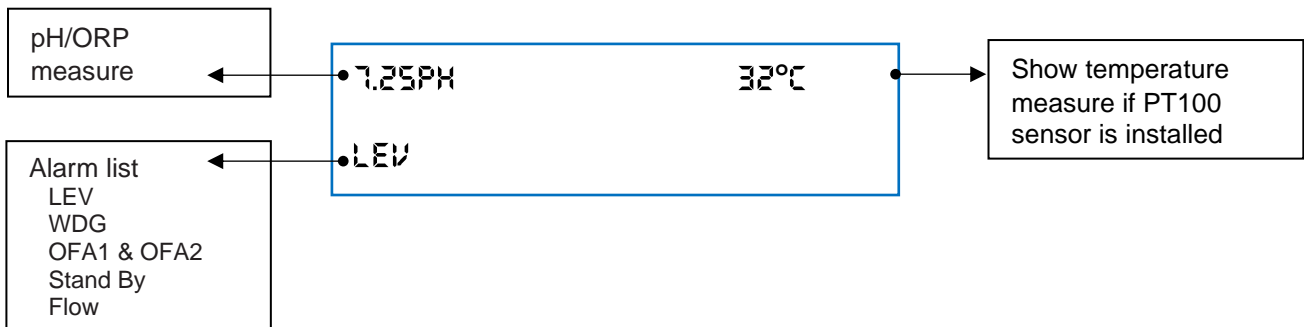 pH/ORP
measure
7.25PH
32°C
Show temperature
measure if PT100
sensor is installed
LEV
Alarm list
LEV
WDG
OFA1 & OFA2
Stand By
Flow